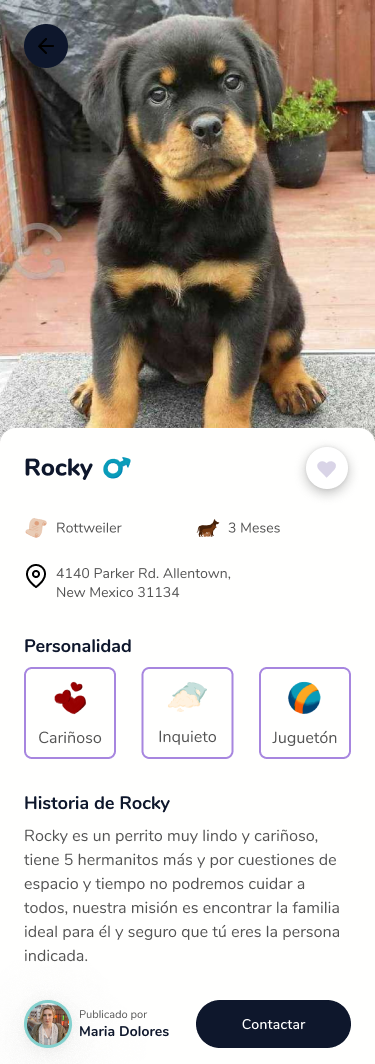 Rocky
Rottweiler
3 Meses
4140 Parker Rd. Allentown,
New Mexico 31134
Personalidad
Cariñoso
Inquieto
Juguetón
Historia de Rocky
Rocky es un perrito muy lindo y cariñoso,
tiene 5 hermanitos más y por cuestiones de
espacio y tiempo no podremos cuidar a
todos, nuestra misión es encontrar la familia
ideal para él y seguro que tú eres la persona
indicada.
Publicado por
Maria Dolores
Contactar